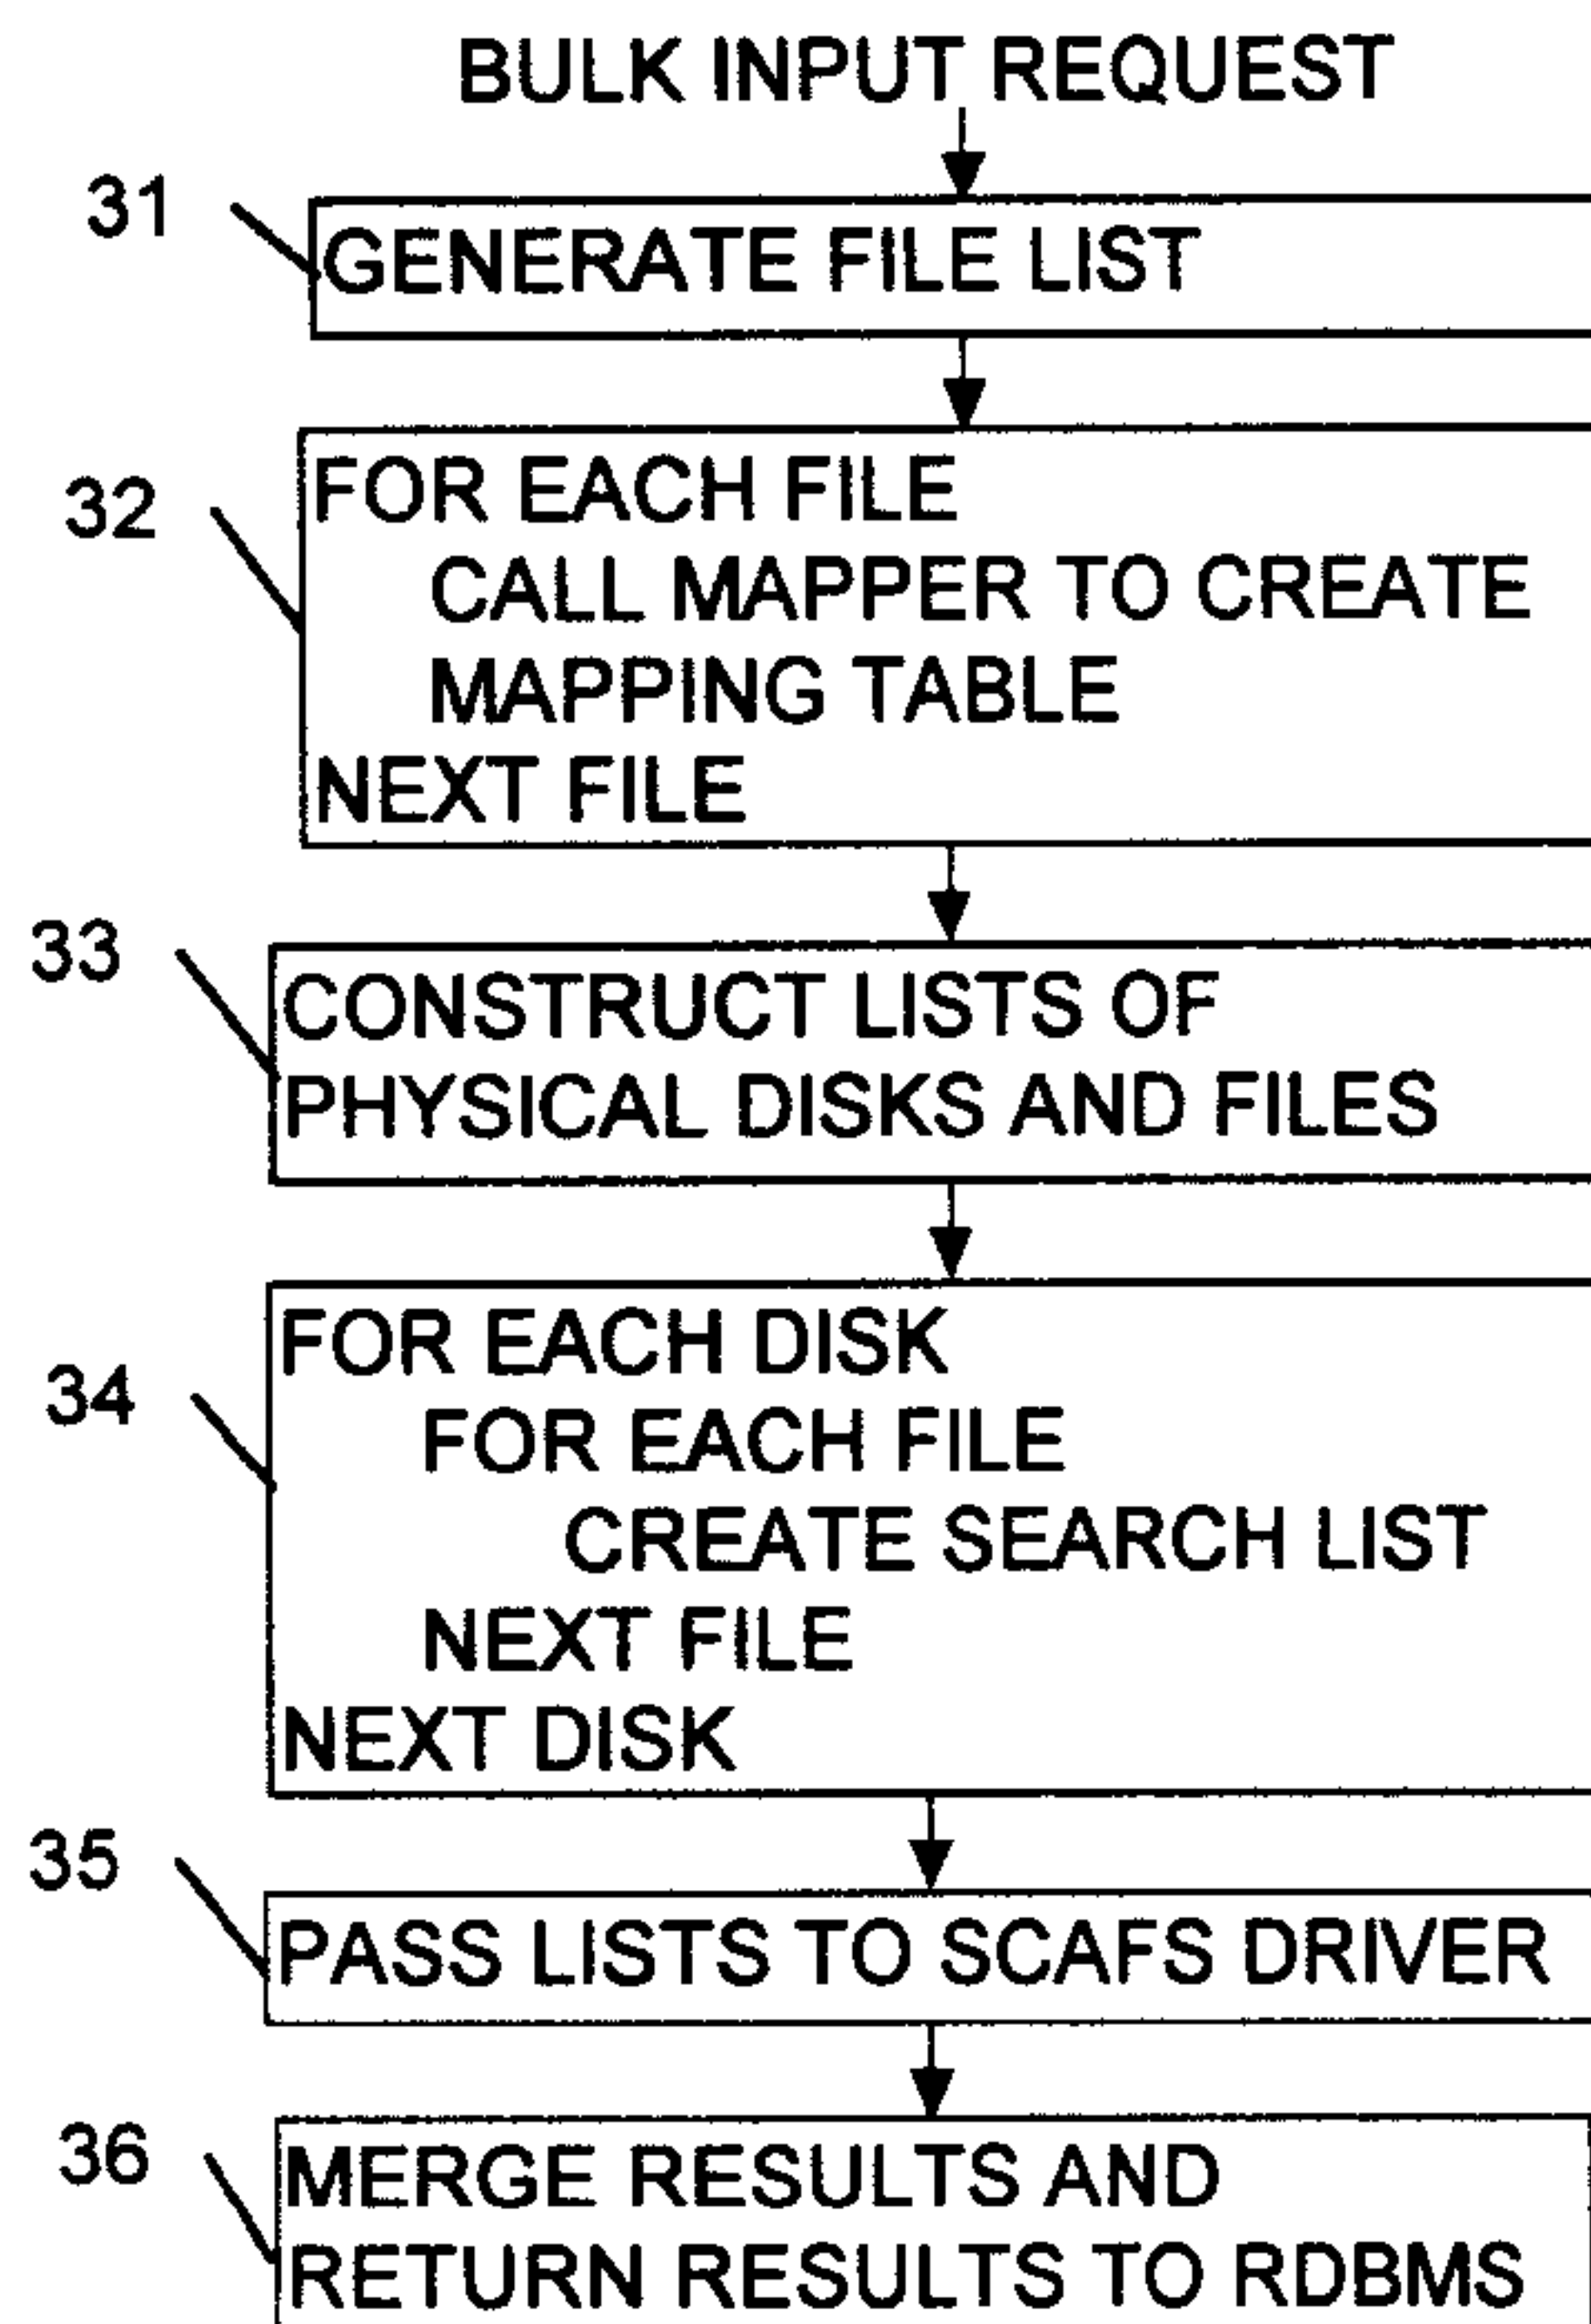 BULK INPUT REQUEST
31
GENERATE FILE LIST
32
FOR EACH FILE
CALL MAPPER TO CREATE
MAPPING TABLE
NEXT FILE
33
CONSTRUCT LISTS OF
PHYSICAL DISKS AND FILES
34
FOR EACH DISK
FOR EACH FILE
CREATE SEARCH LIST
NEXT FILE
NEXT DISK
35
PASS LISTS TO SCAFS DRIVER
36
MERGE RESULTS AND
RETURN RESULTS TO RDBMS